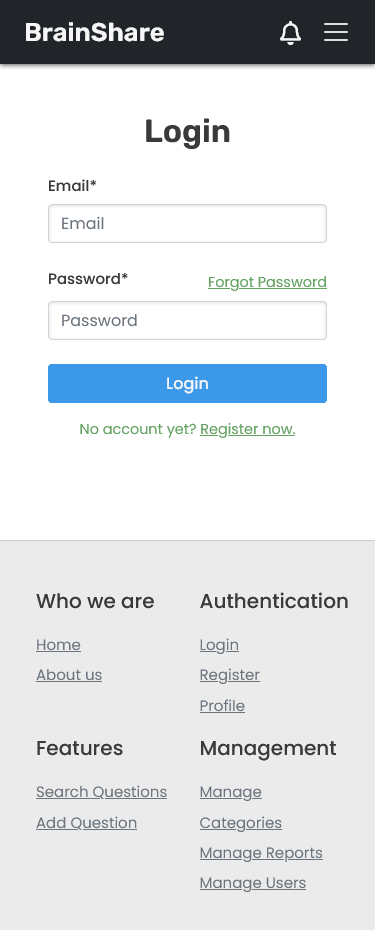 BrainShare
Login
Email*
Email
Password*
Forgot Password
Password
Login
No account yet? Register now.
Who we are
Home
About us
Authentication
Login
Register
Profile
Features
Search Questions
Add Question
Management
Manage
Categories
Manage Reports
Manage Users